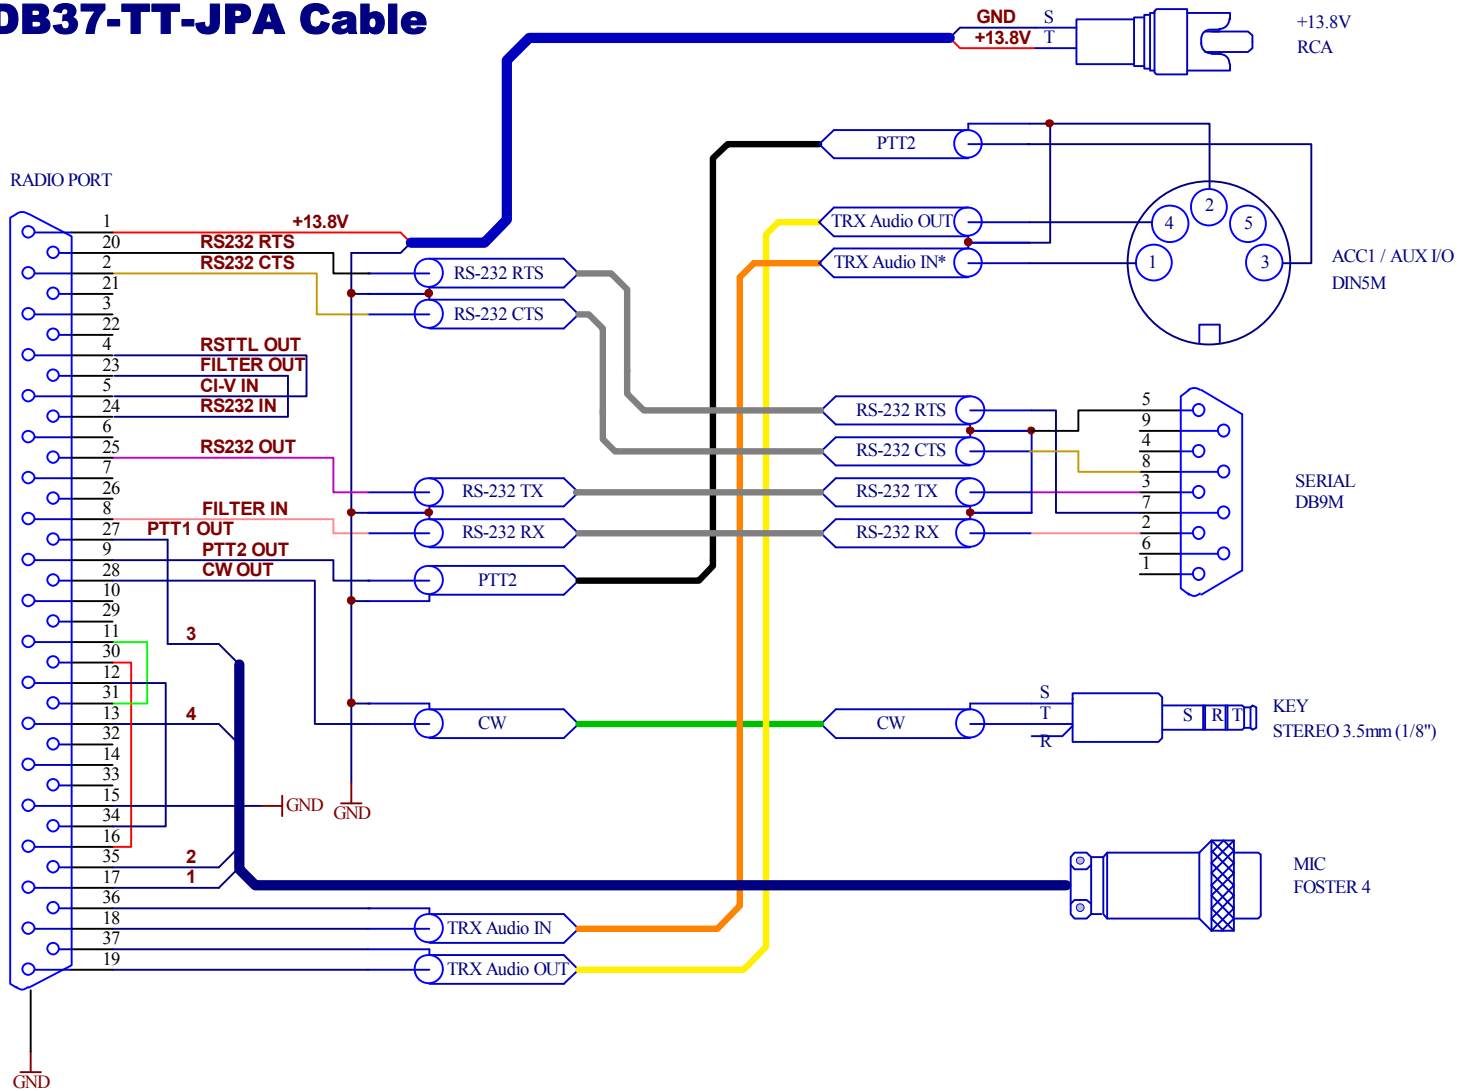 DB37-TT-JPA Cable
GND S
+13.8V T
+13.8V
RCA
PTT2
RADIO PORT
TRX Audio OUT
TRX Audio IN*
4
2
5
1
3
ACC1 / AUX I/O
DIN5M
1 +13.8V
20 RS232 RTS
2 RS232 CTS
21
3
22
4 RSTTL OUT
23 FILTER OUT
5 CI-V IN
24 RS232 IN
6
25 RS232 OUT
7
26
8 FILTER IN
27 PTT1 OUT
9 PTT2 OUT
28 CW OUT
10
29
11
30
12
31
13
32
14
33
15
34
16
35
17
36
18
37
19
3
4
2
1
RS-232 RTS
RS-232 CTS
RS-232 TX
RS-232 RX
PTT2
CW
GND
GND
TRX Audio IN
TRX Audio OUT
GND
RS-232 RTS
RS-232 CTS
RS-232 TX
RS-232 RX
5
9
4
8
3
7
2
6
1
SERIAL
DB9M
CW
S
T
R
S R T
KEY
STEREO 3.5mm (1/8")
MIC
FOSTER 4